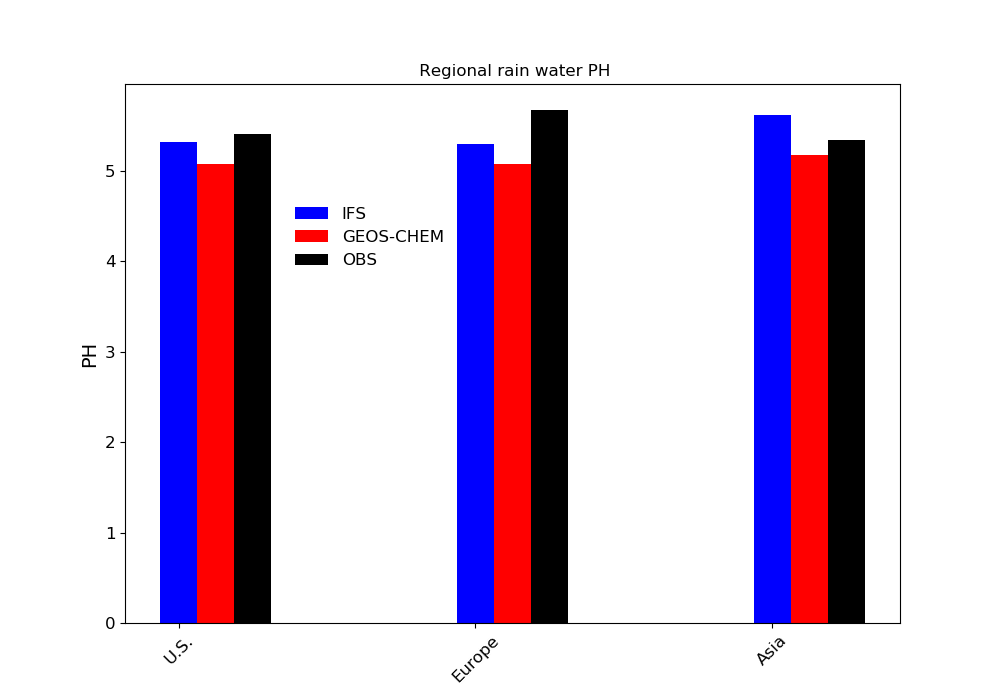 Regional rain water PH
5
4
3
2
1
0
PH
IFS
GEOS-CHEM
OBS
U.S.
Europe
Asia